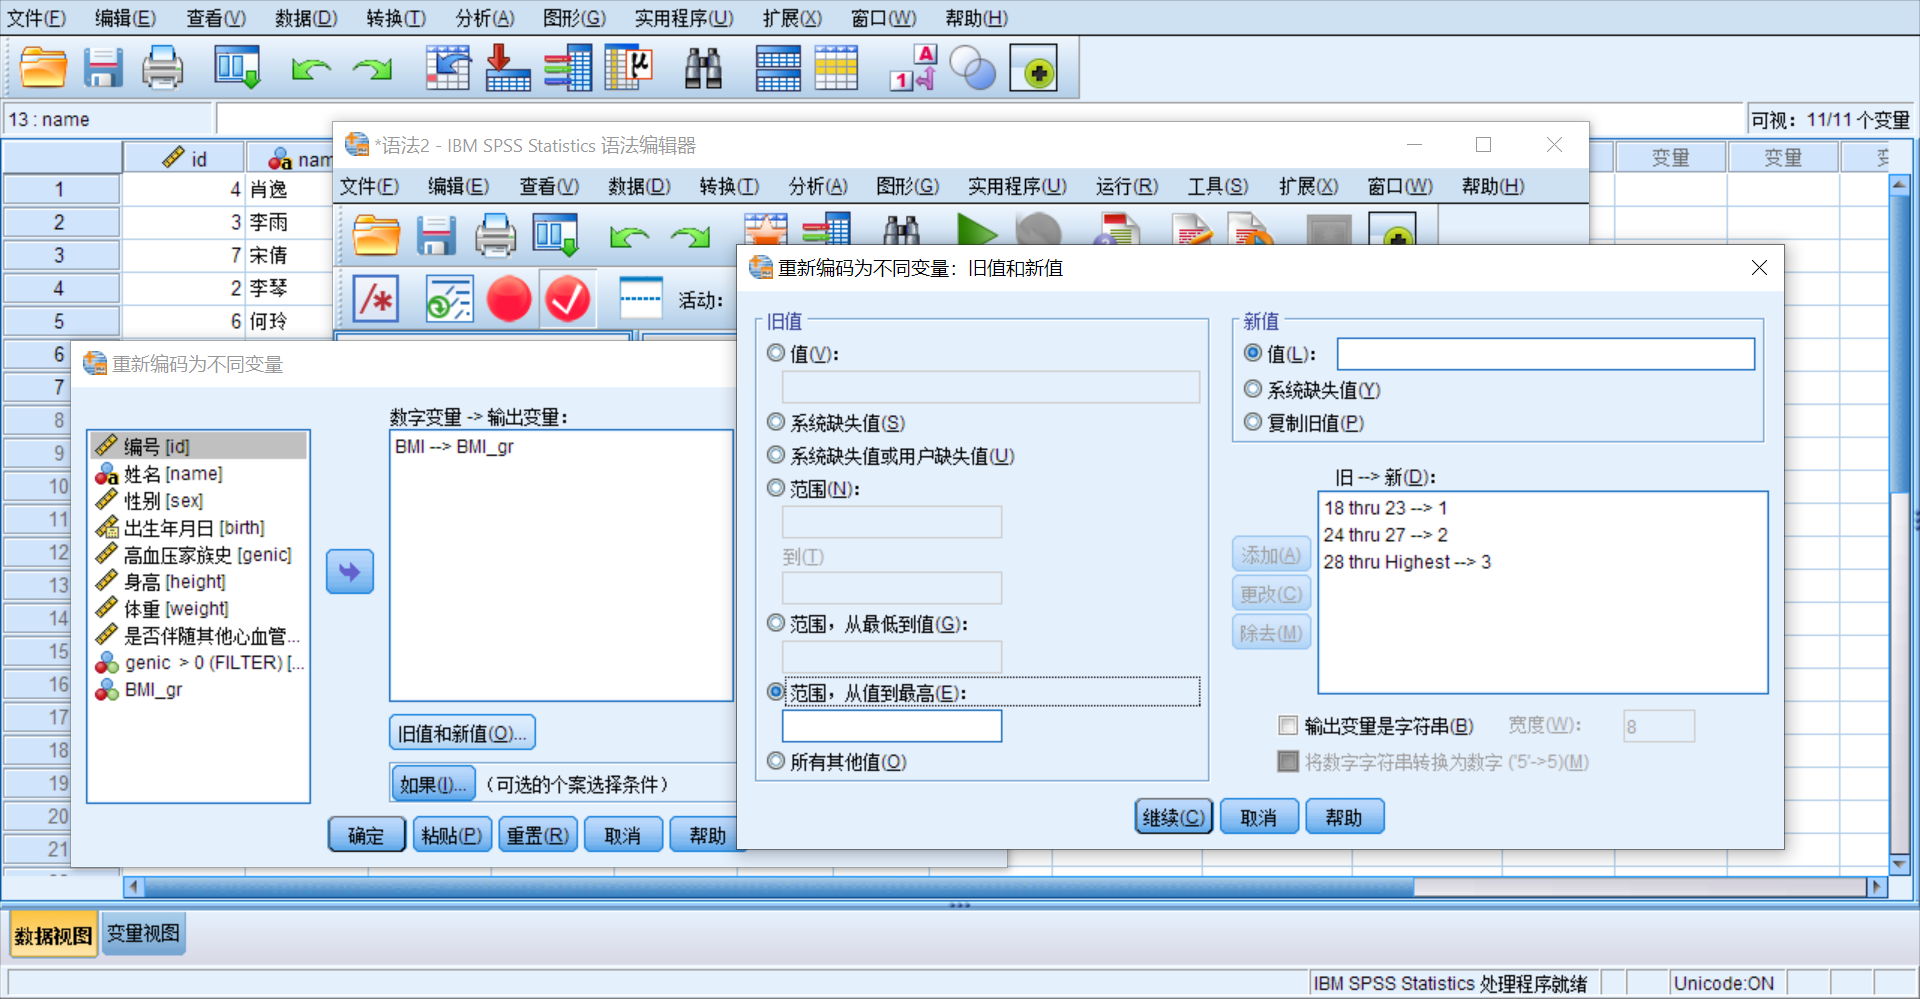 文件(F) 编辑(E) 查看(V) 数据(D) 转换(T) 分析(A) 图形(G) 实用程序(U) 扩展(X) 窗口(W) 帮助(H)
13 : name
可视： 11/11 个变量
id nam 变量 变量
1 4 肖逸
2 3 李雨
3 7 宋倩
4 2 李琴
5 6 何玲
6
7
8
9
10
11
12
13
14
15
16
17
18
19
20
21
*语法2 - IBM SPSS Statistics 语法编辑器
文件(F) 编辑(E) 查看(V) 数据(D) 转换(T) 分析(A) 图形(G) 实用程序(U) 运行(R) 工具(S) 扩展(X) 窗口(W) 帮助(H)
活动：
重新编码为不同变量
编号 [id]
姓名 [name]
性别 [sex]
出生年月日 [birth]
高血压家族史 [genic]
身高 [height]
体重 [weight]
是否伴随其他心血管...
genic > 0 (FILTER) [...
BMI_gr
数字变量 -> 输出变量：
BMI --> BMI_gr
旧值和新值(O)...
如果(I)... （可选的个案选择条件）
确定 粘贴(P) 重置(R) 取消 帮助
重新编码为不同变量：旧值和新值
旧值
值(V)：
系统缺失值(S)
系统缺失值或用户缺失值(U)
范围(N)：
到(T)
范围，从最低到值(G)：
范围，从值到最高(E)：
所有其他值(O)
新值
值(L)：
系统缺失值(Y)
复制旧值(P)
旧 --> 新(D)：
18 thru 23 --> 1
24 thru 27 --> 2
28 thru Highest --> 3
添加(A)
更改(C)
除去(M)
输出变量是字符串(B) 宽度(W)： 8
将数字字符串转换为数字 ('5'->5)(M)
继续(C) 取消 帮助
数据视图 变量视图
IBM SPSS Statistics 处理程序就绪 Unicode:ON